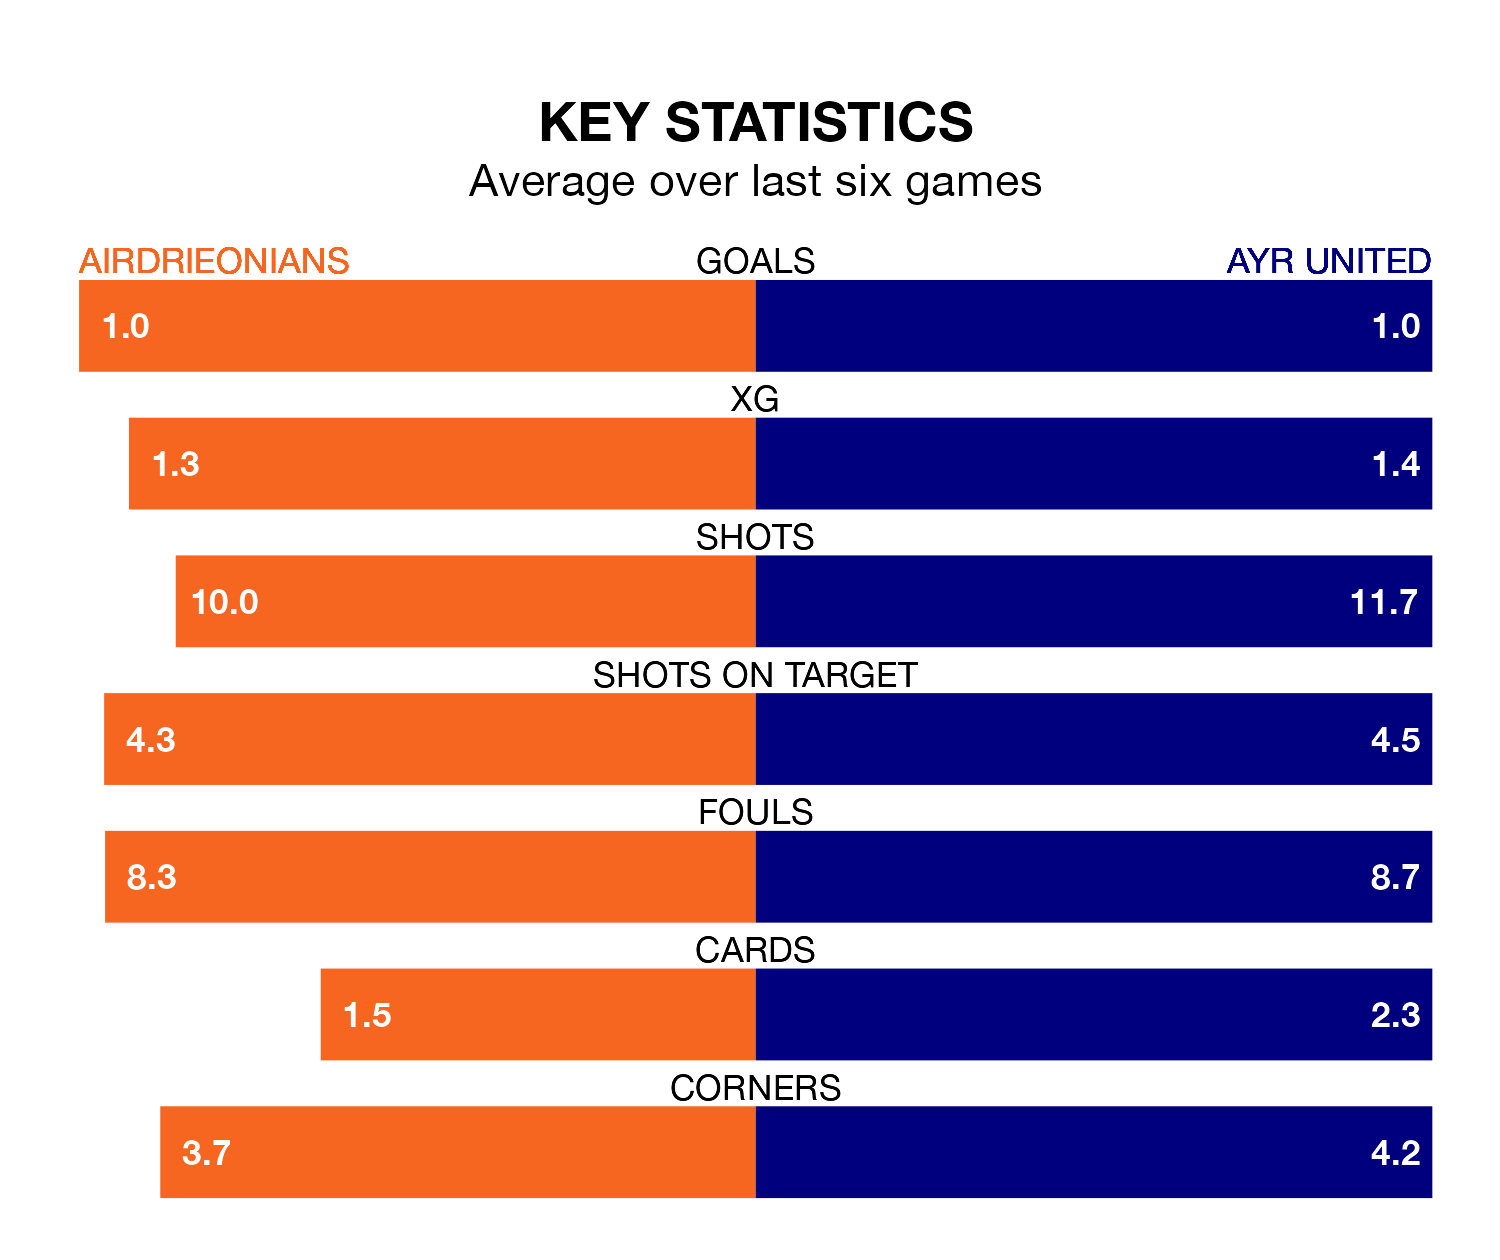 KEY STATISTICS
Average over last six games
AIRDRIEONIANS GOALS AYR UNITED
1.0 1.0
XG
1.3 1.4
SHOTS
10.0 11.7
SHOTS ON TARGET
4.3 4.5
FOULS
8.3 8.7
CARDS
1.5 2.3
CORNERS
3.7 4.2